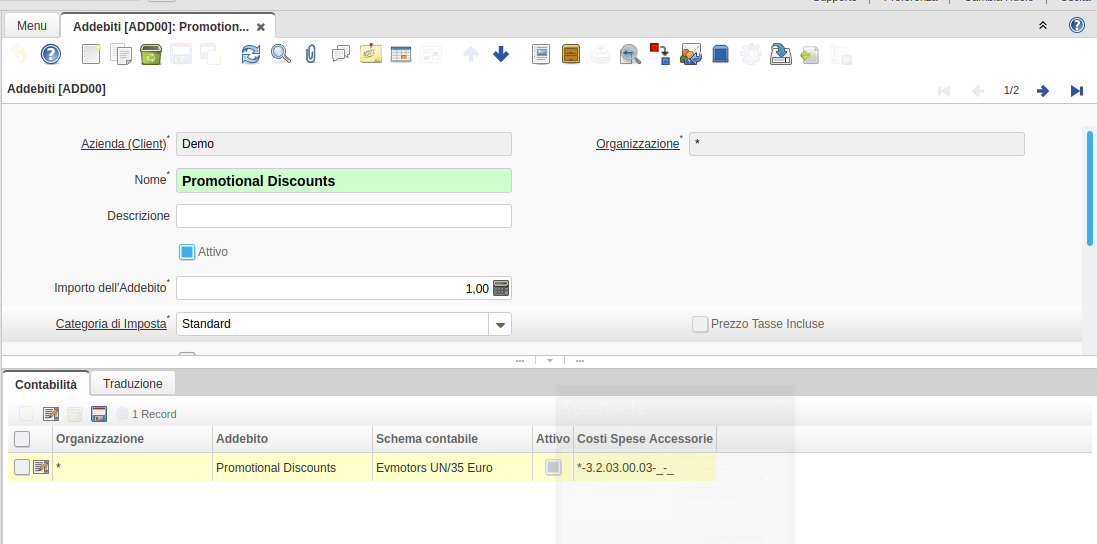 Menu
Addebiti [ADD00]: Promotion...
Addebiti [ADD00]
1/2
Azienda (Client)*
Demo
Organizzazione*
*
Nome*
Promotional Discounts
Descrizione
Attivo
Importo dell'Addebito*
1,00
Categoria di Imposta*
Standard
Prezzo Tasse Incluse
Contabilità
Traduzione
1 Record
Organizzazione Addebito Schema contabile Attivo Costi Spese Accessorie
* Promotional Discounts Evmotors UN/35 Euro *-3.2.03.00.03-_-_